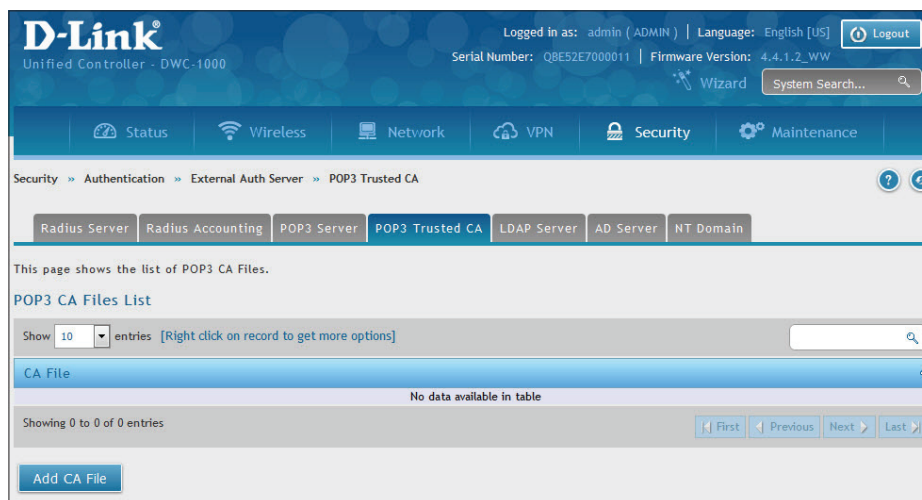 D-Link®
Unified Controller - DWC-1000
Logged in as: admin ( ADMIN ) | Language: English [US]
Logout
Serial Number: QBE52E7000011 | Firmware Version: 4.4.1.2_WW
Wizard
System Search...
Status
Wireless
Network
VPN
Security
Maintenance
Security » Authentication » External Auth Server » POP3 Trusted CA
?
Radius Server
Radius Accounting
POP3 Server
POP3 Trusted CA
LDAP Server
AD Server
NT Domain
This page shows the list of POP3 CA Files.
POP3 CA Files List
Show 10 entries [Right click on record to get more options]
CA File
No data available in table
Showing 0 to 0 of 0 entries
First
Previous
Next
Last
Add CA File